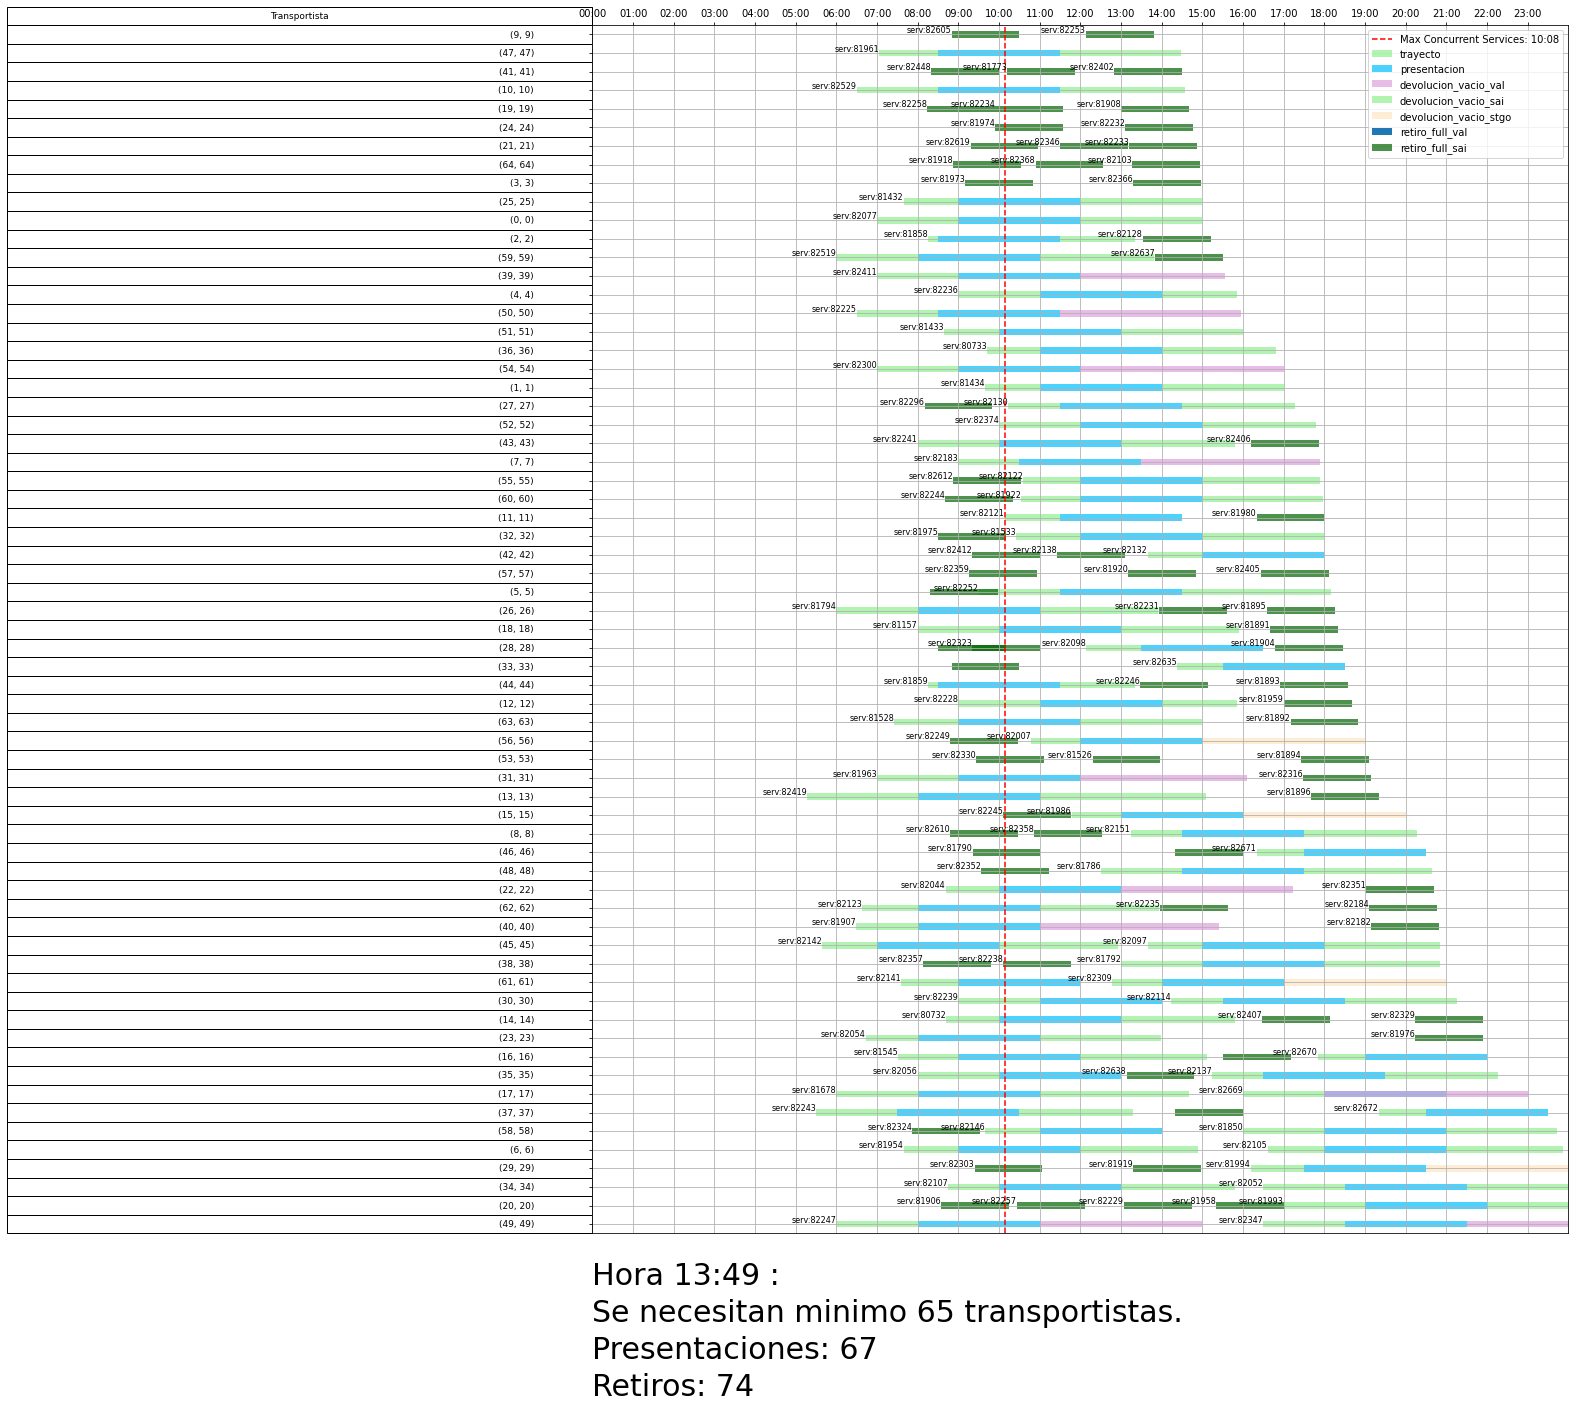 Transportista
00:00 01:00 02:00 03:00 04:00 05:00 06:00 07:00 08:00 09:00 10:00 11:00 12:00 13:00 14:00 15:00 16:00 17:00 18:00 19:00 20:00 21:00 22:00 23:00
Max Concurrent Services: 10:08
trayecto
presentacion
devolucion_vacio_val
devolucion_vacio_sai
devolucion_vacio_stgo
retiro_full_val
retiro_full_sai
(9, 9) serv:82605 serv:82253
(47, 47) serv:81961
(41, 41) serv:82448 serv:81773 serv:82402
(10, 10) serv:82529
(19, 19) serv:82258 serv:82234 serv:81908
(24, 24) serv:81974 serv:82232
(21, 21) serv:82619 serv:82346 serv:82233
(64, 64) serv:81918 serv:82368 serv:82103
(3, 3) serv:81973 serv:82366
(25, 25) serv:81432
(0, 0) serv:82077
(2, 2) serv:81858 serv:82128
(59, 59) serv:82519 serv:82637
(39, 39) serv:82411
(4, 4) serv:82236
(50, 50) serv:82225
(51, 51) serv:81433
(36, 36) serv:80733
(54, 54) serv:82300
(1, 1) serv:81434
(27, 27) serv:82296 serv:82130
(52, 52) serv:82374
(43, 43) serv:82241 serv:82406
(7, 7) serv:82183
(55, 55) serv:82612 serv:82122
(60, 60) serv:82244 serv:81922
(11, 11) serv:82121 serv:81980
(32, 32) serv:81975 serv:81533
(42, 42) serv:82412 serv:82138 serv:82132
(57, 57) serv:82359 serv:81920 serv:82405
(5, 5) serv:82252
(26, 26) serv:81794 serv:82231 serv:81895
(18, 18) serv:81157 serv:81891
(28, 28) serv:82323 serv:82098 serv:81904
(33, 33) serv:82635
(44, 44) serv:81859 serv:82246 serv:81893
(12, 12) serv:82228 serv:81959
(63, 63) serv:81528 serv:81892
(56, 56) serv:82249 serv:82007
(53, 53) serv:82330 serv:81526 serv:81894
(31, 31) serv:81963 serv:82316
(13, 13) serv:82419 serv:81896
(15, 15) serv:82245 serv:81986
(8, 8) serv:82610 serv:82358 serv:82151
(46, 46) serv:81790 serv:82671
(48, 48) serv:82352 serv:81786
(22, 22) serv:82044 serv:82351
(62, 62) serv:82123 serv:82235 serv:82184
(40, 40) serv:81907 serv:82182
(45, 45) serv:82142 serv:82097
(38, 38) serv:82357 serv:82238 serv:81792
(61, 61) serv:82141 serv:82309
(30, 30) serv:82239 serv:82114
(14, 14) serv:80732 serv:82407 serv:82329
(23, 23) serv:82054 serv:81976
(16, 16) serv:81545 serv:82670
(35, 35) serv:82056 serv:82638 serv:82137
(17, 17) serv:81678 serv:82669
(37, 37) serv:82243 serv:82672
(58, 58) serv:82324 serv:82146 serv:81850
(6, 6) serv:81954 serv:82105
(29, 29) serv:82303 serv:81919 serv:81994
(34, 34) serv:82107 serv:82052
(20, 20) serv:81906 serv:82257 serv:82229 serv:81958 serv:81993
(49, 49) serv:82247 serv:82347
Hora 13:49 :
Se necesitan minimo 65 transportistas.
Presentaciones: 67
Retiros: 74